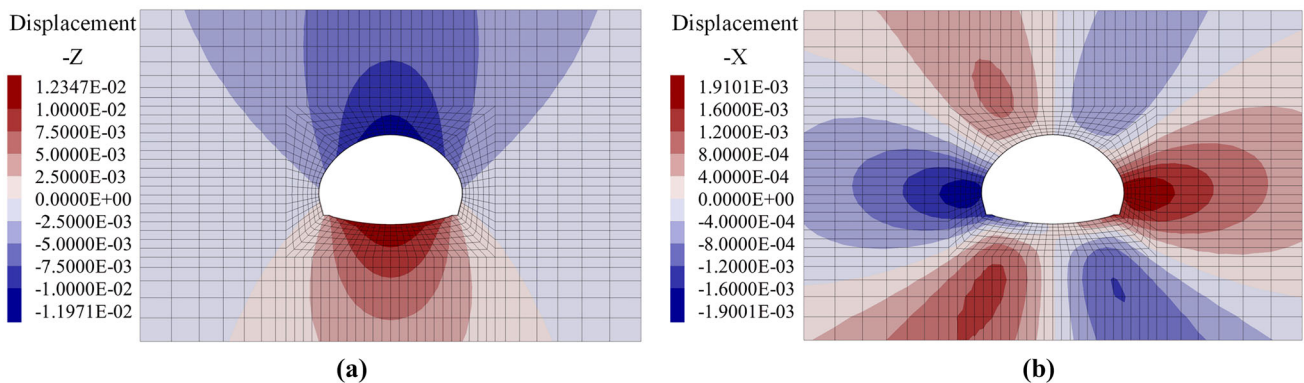 Displacement
-Z
1.2347E-02
1.0000E-02
7.5000E-03
5.0000E-03
2.5000E-03
0.0000E+00
-2.5000E-03
-5.0000E-03
-7.5000E-03
-1.0000E-02
-1.1971E-02
(a)
Displacement
-X
1.9101E-03
1.6000E-03
1.2000E-03
8.0000E-04
4.0000E-04
0.0000E+00
-4.0000E-04
-8.0000E-04
-1.2000E-03
-1.6000E-03
-1.9001E-03
(b)